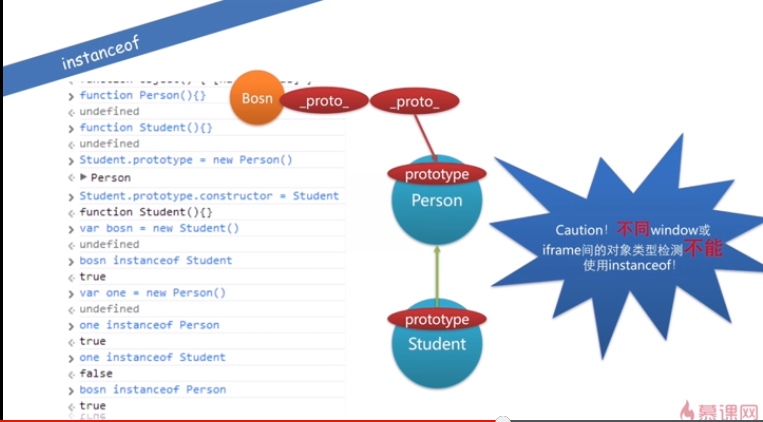 instanceof
> function Person(){}
undefined
> function Student(){}
undefined
> Student.prototype = new Person()
Person
> Student.prototype.constructor = Student
function Student(){}
> var bosn = new Student()
undefined
> bosn instanceof Student
true
> var one = new Person()
undefined
> one instanceof Person
true
> one instanceof Student
false
> bosn instanceof Person
true
Bosn
_proto_
_proto_
prototype
Person
prototype
Student
Caution! 不同window或
iframe间的对象类型检测不能
使用instanceof!
慕课网